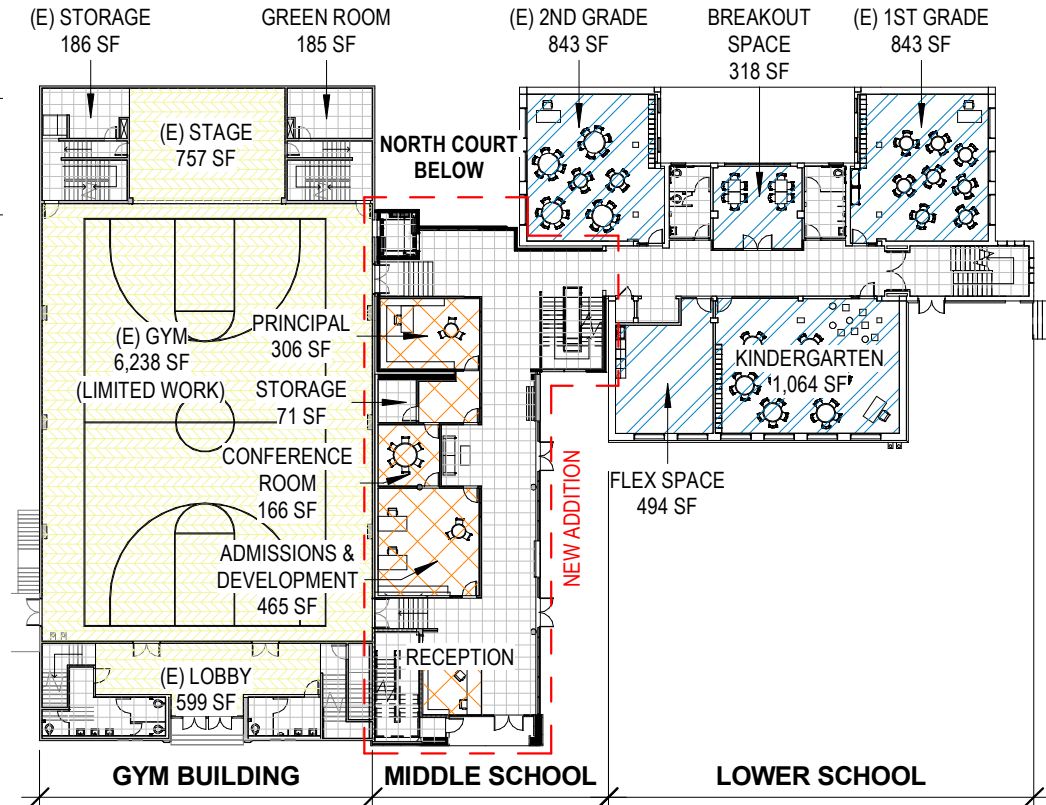 (E) STORAGE
186 SF
GREEN ROOM
185 SF
(E) 2ND GRADE
843 SF
BREAKOUT
SPACE
318 SF
(E) 1ST GRADE
843 SF
(E) STAGE
757 SF
NORTH COURT
BELOW
(E) GYM
6,238 SF
(LIMITED WORK)
PRINCIPAL
306 SF
STORAGE
71 SF
CONFERENCE
ROOM
166 SF
ADMISSIONS &
DEVELOPMENT
465 SF
KINDERGARTEN
1,064 SF
FLEX SPACE
494 SF
NEW ADDITION
RECEPTION
(E) LOBBY
599 SF
GYM BUILDING
MIDDLE SCHOOL
LOWER SCHOOL